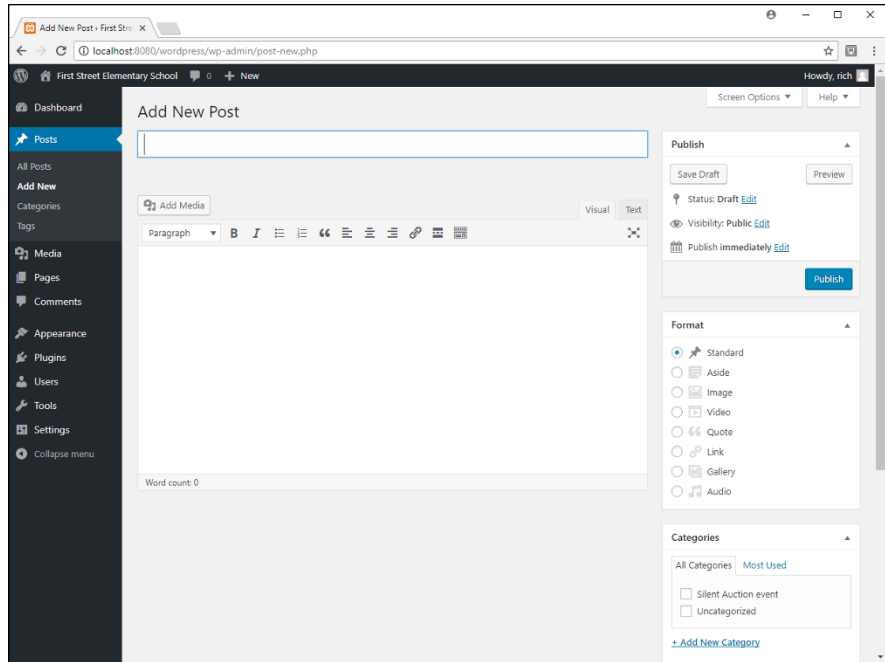 Add New Post ‹ First Stre
localhost:8080/wordpress/wp-admin/post-new.php
First Street Elementary School 0 + New Howdy, rich
Screen Options Help
Dashboard
Posts
All Posts
Add New
Categories
Tags
Media
Pages
Comments
Appearance
Plugins
Users
Tools
Settings
Collapse menu
Add New Post
Add Media
Visual Text
Paragraph B I
Word count: 0
Publish
Save Draft Preview
Status: Draft Edit
Visibility: Public Edit
Publish immediately Edit
Publish
Format
Standard
Aside
Image
Video
Quote
Link
Gallery
Audio
Categories
All Categories Most Used
Silent Auction event
Uncategorized
+ Add New Category